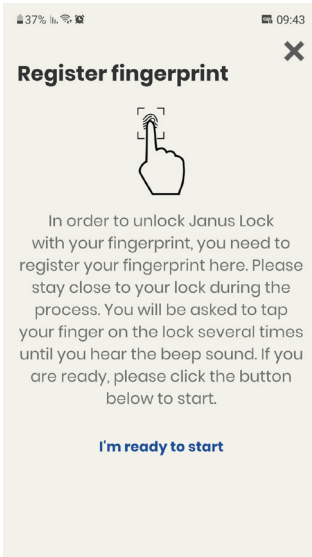 37% 09:43
Register fingerprint
In order to unlock Janus Lock
with your fingerprint, you need to
register your fingerprint here. Please
stay close to your lock during the
process. You will be asked to tap
your finger on the lock several times
until you hear the beep sound. If you
are ready, please click the button
below to start.
I'm ready to start